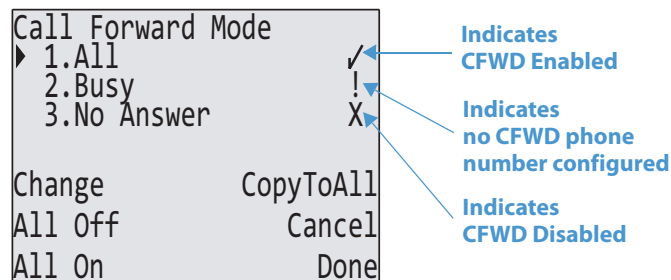 Call Forward Mode
1.All ✓
2.Busy !
3.No Answer X
Change CopyToAll
All Off Cancel
All On Done
Indicates
CFWD Enabled
Indicates
no CFWD phone
number configured
Indicates
CFWD Disabled